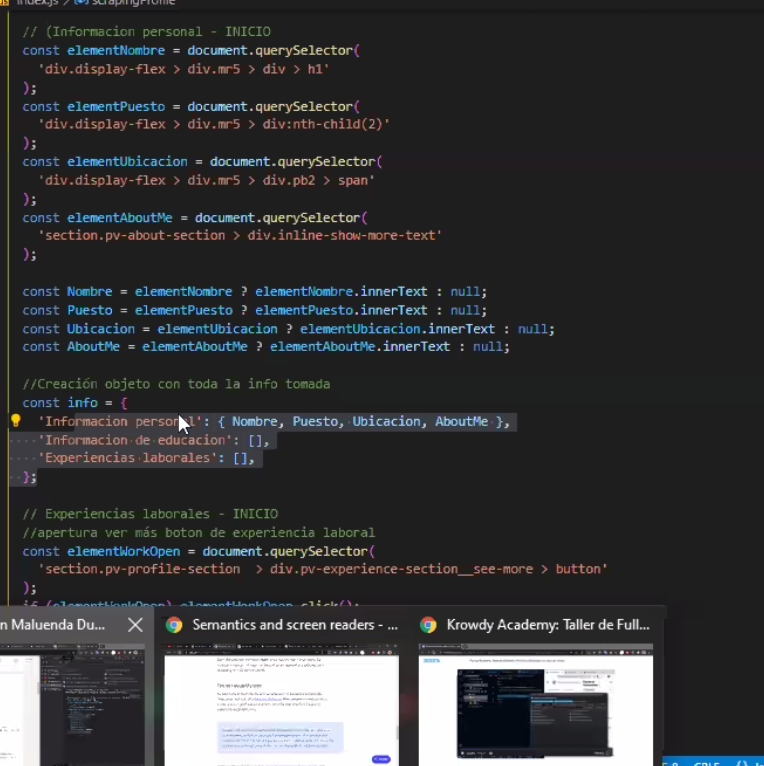 index.js > scrapingProfile
// (Informacion personal - INICIO
const elementNombre = document.querySelector(
'div.display-flex > div.mr5 > div > h1'
);
const elementPuesto = document.querySelector(
'div.display-flex > div.mr5 > div:nth-child(2)'
);
const elementUbicacion = document.querySelector(
'div.display-flex > div.mr5 > div.pb2 > span'
);
const elementAboutMe = document.querySelector(
'section.pv-about-section > div.inline-show-more-text'
);
const Nombre = elementNombre ? elementNombre.innerText : null;
const Puesto = elementPuesto ? elementPuesto.innerText : null;
const Ubicacion = elementUbicacion ? elementUbicacion.innerText : null;
const AboutMe = elementAboutMe ? elementAboutMe.innerText : null;
//Creación objeto con toda la info tomada
const info = {
'Informacion personal': { Nombre, Puesto, Ubicacion, AboutMe },
'Informacion de educacion': [],
'Experiencias laborales': [],
};
// Experiencias laborales - INICIO
//apertura ver más boton de experiencia laboral
const elementWorkOpen = document.querySelector(
'section.pv-profile-section > div.pv-experience-section__see-more > button'
);
if (elementWorkOpen) elementWorkOpen.click();
n Maluenda Du...
Semantics and screen readers - ...
Krowdy Academy: Taller de Full...